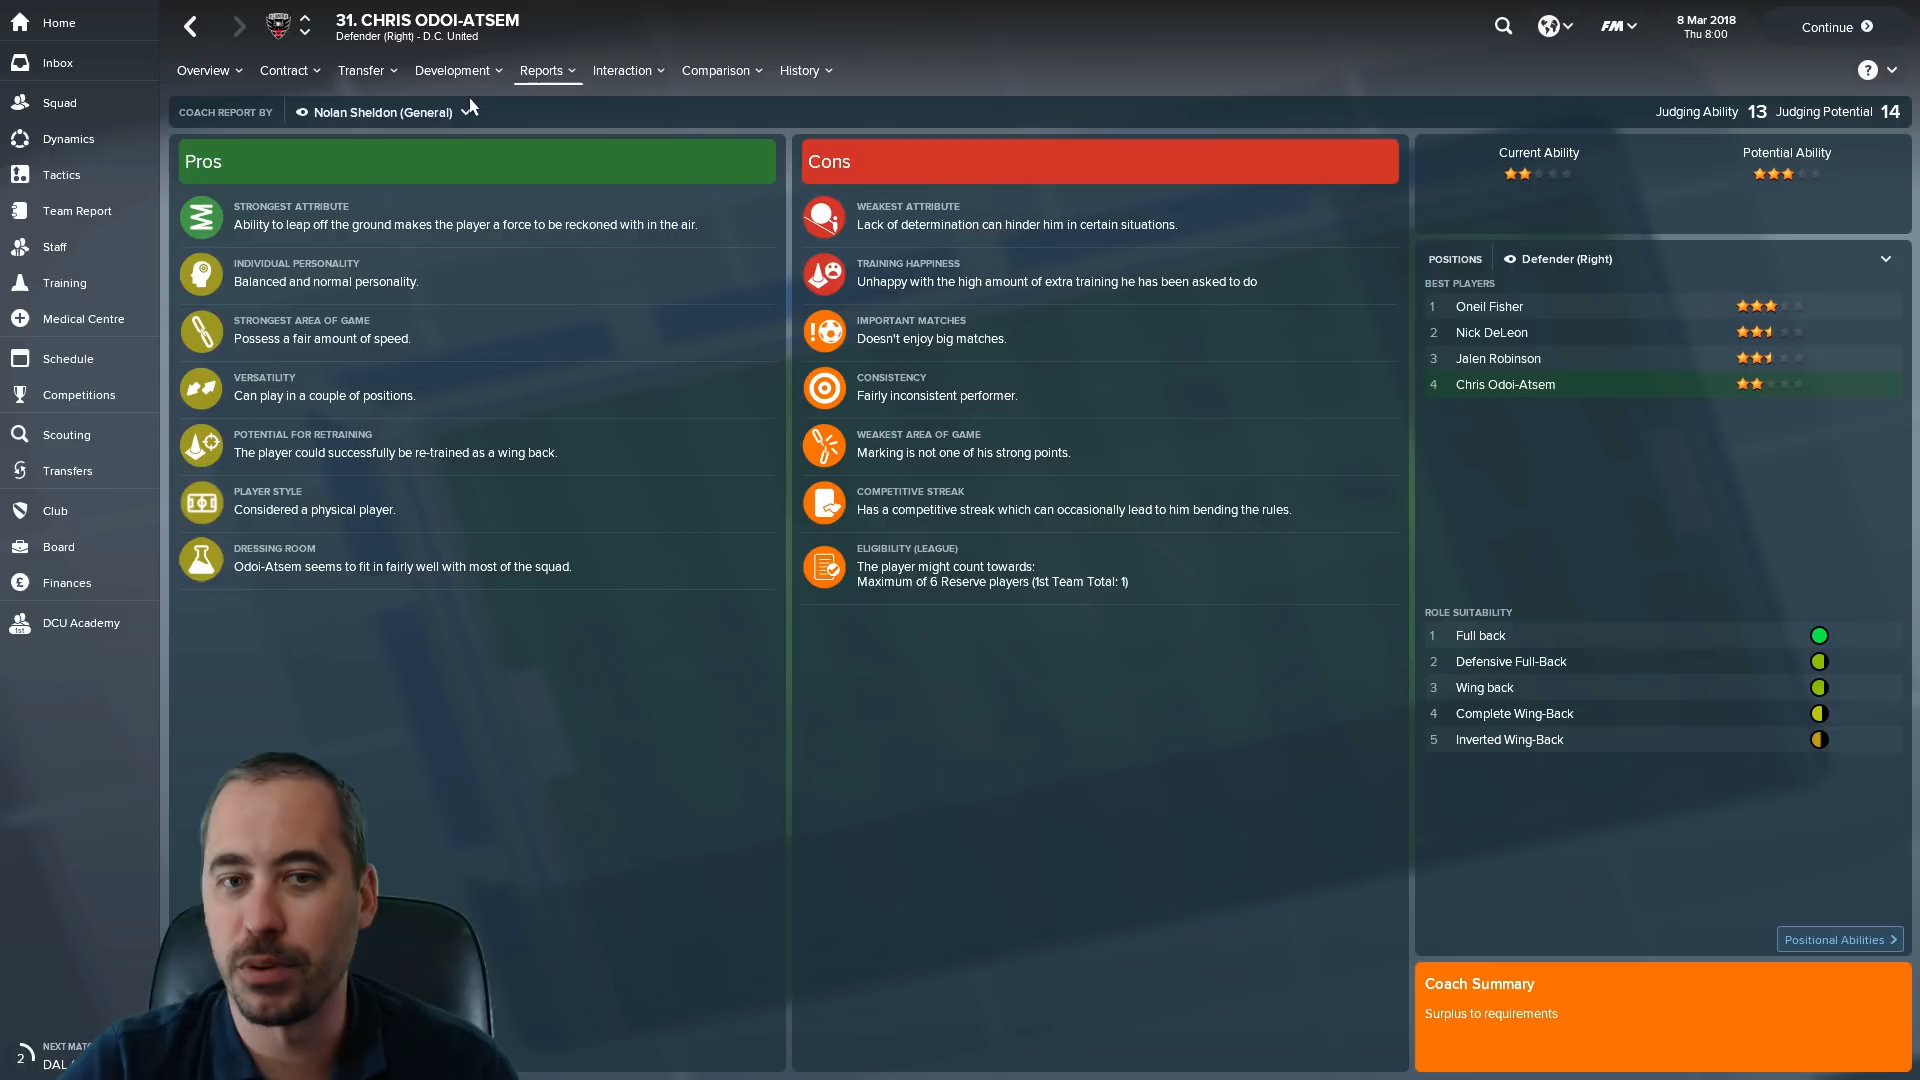 Home
Inbox
Squad
Dynamics
Tactics
Team Report
Staff
Training
Medical Centre
Schedule
Competitions
Scouting
Transfers
Club
Board
Finances
1st
DCU Academy
2
NEXT MATC
DAL
31. CHRIS ODOI-ATSEM
Defender (Right) - D.C. United
FM
8 Mar 2018
Thu 8:00
Continue
Overview
Contract
Transfer
Development
Reports
Interaction
Comparison
History
?
COACH REPORT BY
Nolan Sheldon (General)
Judging Ability 13 Judging Potential 14
Pros
STRONGEST ATTRIBUTE
Ability to leap off the ground makes the player a force to be reckoned with in the air.
INDIVIDUAL PERSONALITY
Balanced and normal personality.
STRONGEST AREA OF GAME
Possess a fair amount of speed.
VERSATILITY
Can play in a couple of positions.
POTENTIAL FOR RETRAINING
The player could successfully be re-trained as a wing back.
PLAYER STYLE
Considered a physical player.
DRESSING ROOM
Odoi-Atsem seems to fit in fairly well with most of the squad.
Cons
WEAKEST ATTRIBUTE
Lack of determination can hinder him in certain situations.
TRAINING HAPPINESS
Unhappy with the high amount of extra training he has been asked to do
IMPORTANT MATCHES
Doesn't enjoy big matches.
CONSISTENCY
Fairly inconsistent performer.
WEAKEST AREA OF GAME
Marking is not one of his strong points.
COMPETITIVE STREAK
Has a competitive streak which can occasionally lead to him bending the rules.
ELIGIBILITY (LEAGUE)
The player might count towards:
Maximum of 6 Reserve players (1st Team Total: 1)
Current Ability
Potential Ability
POSITIONS
Defender (Right)
BEST PLAYERS
1 Oneil Fisher
2 Nick DeLeon
3 Jalen Robinson
4 Chris Odoi-Atsem
ROLE SUITABILITY
1 Full back
2 Defensive Full-Back
3 Wing back
4 Complete Wing-Back
5 Inverted Wing-Back
Positional Abilities
Coach Summary
Surplus to requirements